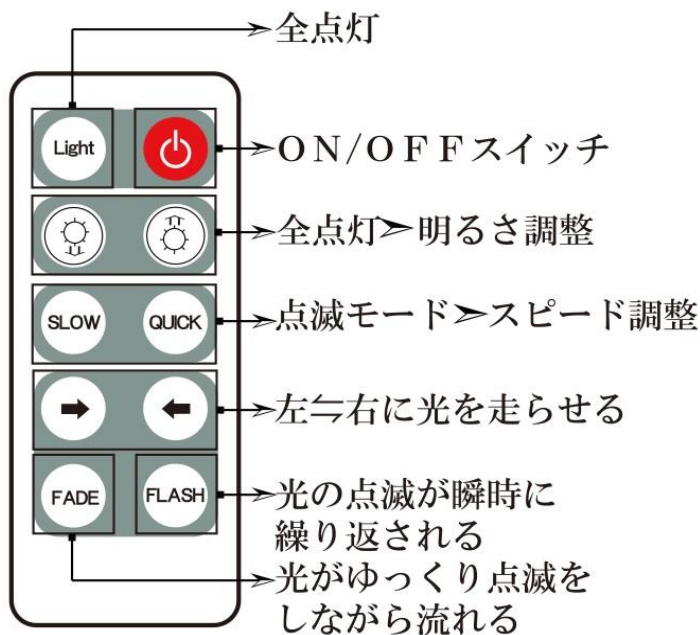 全点灯
Light
ON/OFFスイッチ
全点灯➢明るさ調整
SLOW QUICK
点滅モード➢スピード調整
左⇆右に光を走らせる
FADE FLASH
光の点滅が瞬時に
繰り返される
光がゆっくり点滅を
しながら流れる